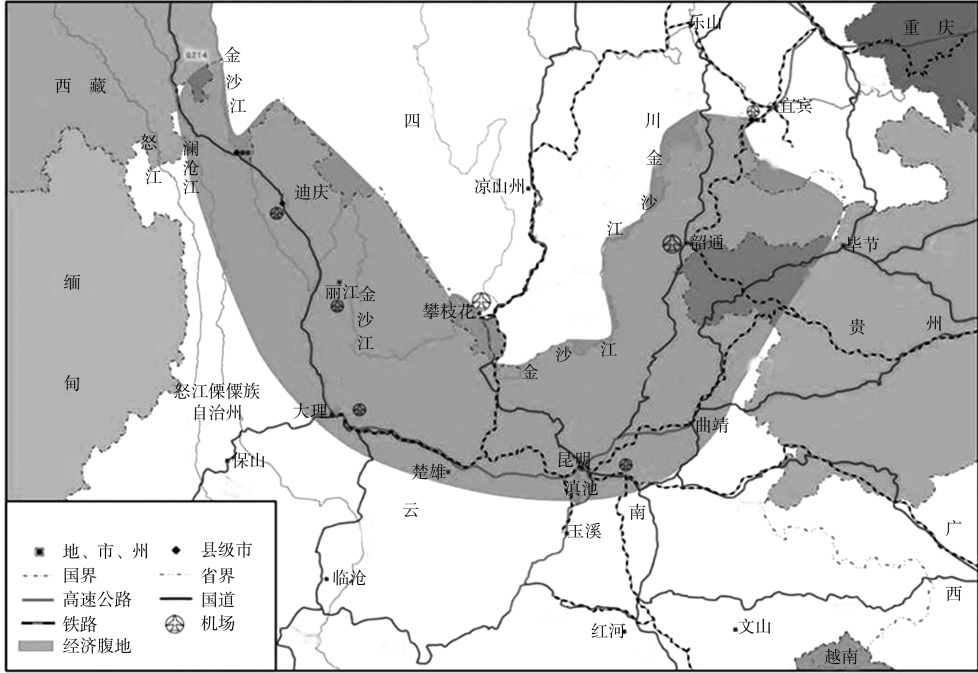 乐山
重庆
G214
金沙江
西藏
四
川
宜宾
怒江
澜沧江
金沙江
迪庆
凉山州
韶通
毕节
缅
甸
丽江
金沙江
攀枝花
贵
州
金
沙
江
怒江傈僳族
自治州
大理
曲靖
保山
楚雄
昆明
滇池
云
南
玉溪
广
西
临沧
红河
文山
越南
地、市、州
县级市
国界
省界
高速公路
国道
铁路
机场
经济腹地